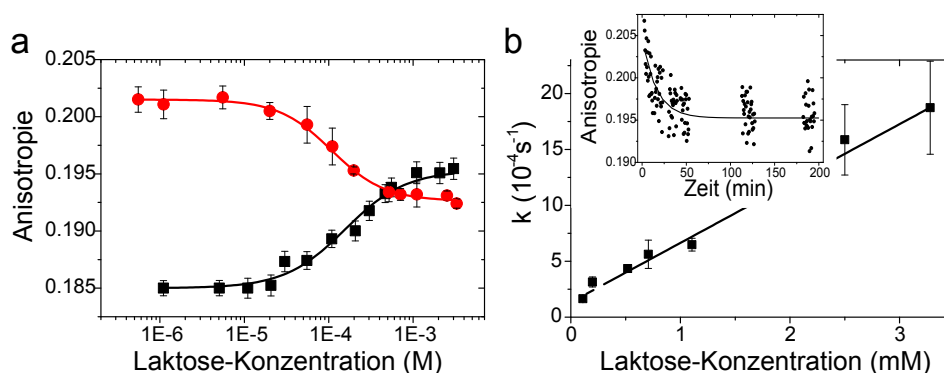 a
0.205
0.200
0.195
0.190
0.185
Anisotropie
1E-6 1E-5 1E-4 1E-3
Laktose-Konzentration (M)
b
20
15
10
5
0
k (10⁻⁴s⁻¹)
0 1 2 3
Laktose-Konzentration (mM)
0.205
0.200
0.195
0.190
Anisotropie
0 50 100 150 200
Zeit (min)